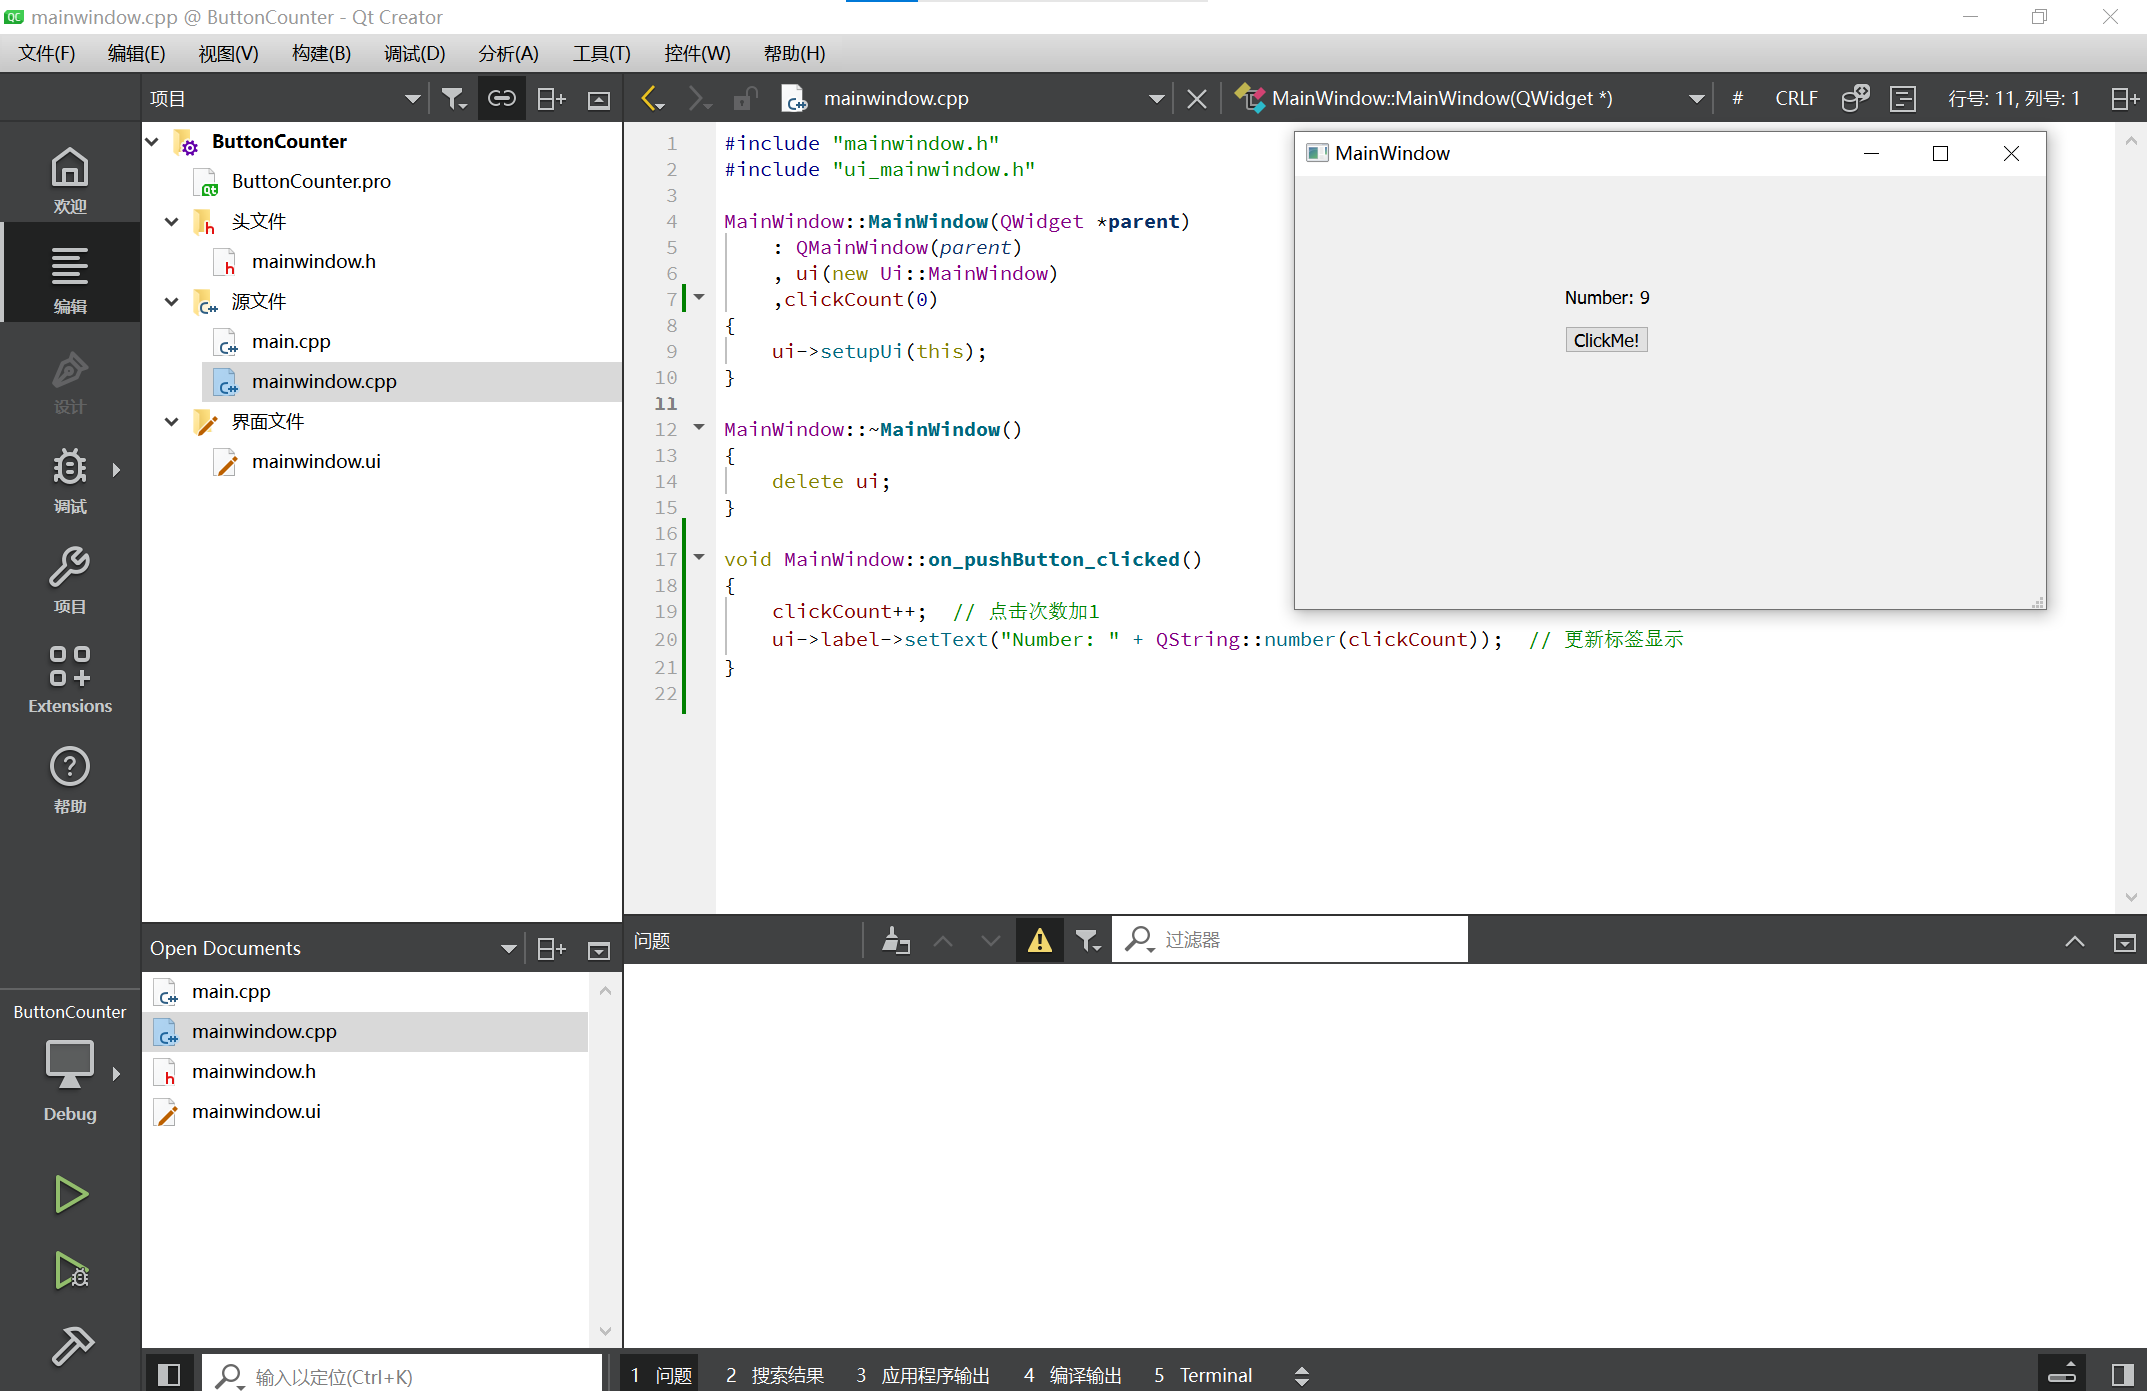 mainwindow.cpp @ ButtonCounter - Qt Creator
文件(F) 编辑(E) 视图(V) 构建(B) 调试(D) 分析(A) 工具(T) 控件(W) 帮助(H)
项目 mainwindow.cpp MainWindow::MainWindow(QWidget *) # CRLF 行号: 11, 列号: 1
欢迎
编辑
设计
调试
项目
Extensions
帮助
ButtonCounter
Debug
ButtonCounter
ButtonCounter.pro
头文件
mainwindow.h
源文件
main.cpp
mainwindow.cpp
界面文件
mainwindow.ui
Open Documents
main.cpp
mainwindow.cpp
mainwindow.h
mainwindow.ui
1 #include "mainwindow.h"
2 #include "ui_mainwindow.h"
3
4 MainWindow::MainWindow(QWidget *parent)
5 : QMainWindow(parent)
6 , ui(new Ui::MainWindow)
7 ,clickCount(0)
8 {
9 ui->setupUi(this);
10 }
11
12 MainWindow::~MainWindow()
13 {
14 delete ui;
15 }
16
17 void MainWindow::on_pushButton_clicked()
18 {
19 clickCount++; // 点击次数加1
20 ui->label->setText("Number: " + QString::number(clickCount)); // 更新标签显示
21 }
22
MainWindow
Number: 9
ClickMe!
问题 过滤器
输入以定位(Ctrl+K) 1 问题 2 搜索结果 3 应用程序输出 4 编译输出 5 Terminal